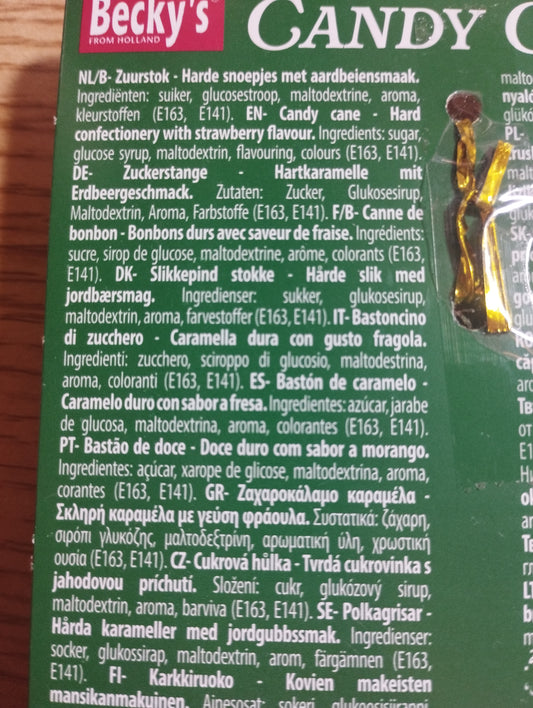 Becky's®
FROM HOLLAND
CANDY C
NL/B- Zuurstok - Harde snoepjes met aardbeiensmaak.
Ingrediënten: suiker, glucosestroop, maltodextrine, aroma,
kleurstoffen (E163, E141). EN- Candy cane - Hard
confectionery with strawberry flavour. Ingredients: sugar,
glucose syrup, maltodextrin, flavouring, colours (E163, E141).
DE- Zuckerstange - Hartkaramelle mit
Erdbeergeschmack. Zutaten: Zucker, Glukosesirup,
Maltodextrin, Aroma, Farbstoffe (E163, E141). F/B- Canne de
bonbon - Bonbons durs avec saveur de fraise. Ingrédients:
sucre, sirop de glucose, maltodextrine, arôme, colorants (E163,
E141). DK- Slikkepind stokke - Hårde slik med
jordbærsmag. Ingredienser: sukker, glukosesirup,
maltodextrin, aroma, farvestoffer (E163, E141). IT- Bastoncino
di zucchero - Caramella dura con gusto fragola.
Ingredienti: zucchero, sciroppo di glucosio, maltodestrina,
aroma, coloranti (E163, E141). ES- Bastón de caramelo -
Caramelo duro con sabor a fresa. Ingredientes: azúcar, jarabe
de glucosa, maltodextrina, aroma, colorantes (E163, E141).
PT- Bastão de doce - Doce duro com sabor a morango.
Ingredientes: açúcar, xarope de glicose, maltodextrina, aroma,
corantes (E163, E141). GR- Ζαχαροκάλαμο καραμέλα -
Σκληρή καραμέλα με γεύση φράουλα. Συστατικά: ζάχαρη,
σιρόπι γλυκόζης, μαλτοδεξτρίνη, αρωματική ύλη, χρωστική
ουσία (E163, E141). CZ- Cukrová hůlka - Tvrdá cukrovinka s
jahodovou príchutí. Složení: cukr, glukózový sirup,
maltodextrin, aroma, barviva (E163, E141). SE- Polkagrisar -
Hårda karameller med jordgubbssmak. Ingredienser:
socker, glukossirap, maltodextrin, arom, färgämnen (E163,
E141). FI- Karkkiruoko - Kovien makeisten
mansikanmakuinen. Ainesosat: sokeri, glukoosisiirappi
malto
nyaló
glükó
PL-